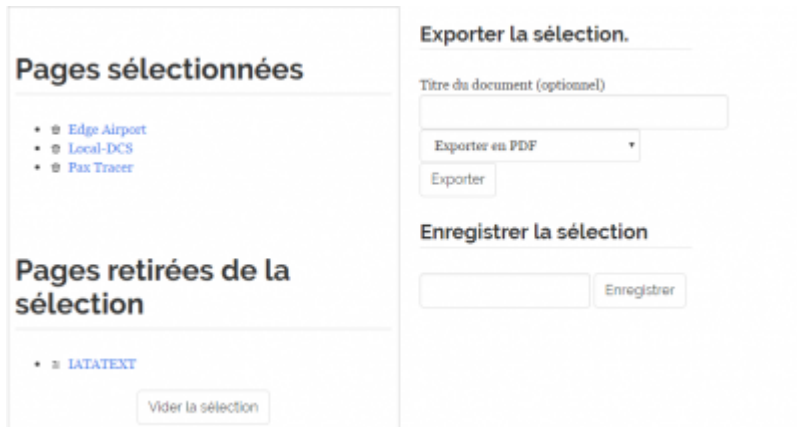 Pages sélectionnées
Edge Airport
Local-DCS
Pax Tracer
Pages retirées de la
sélection
IATATEXT
Vider la sélection
Exporter la sélection.
Titre du document (optionnel)
Exporter en PDF
Exporter
Enregistrer la sélection
Enregistrer